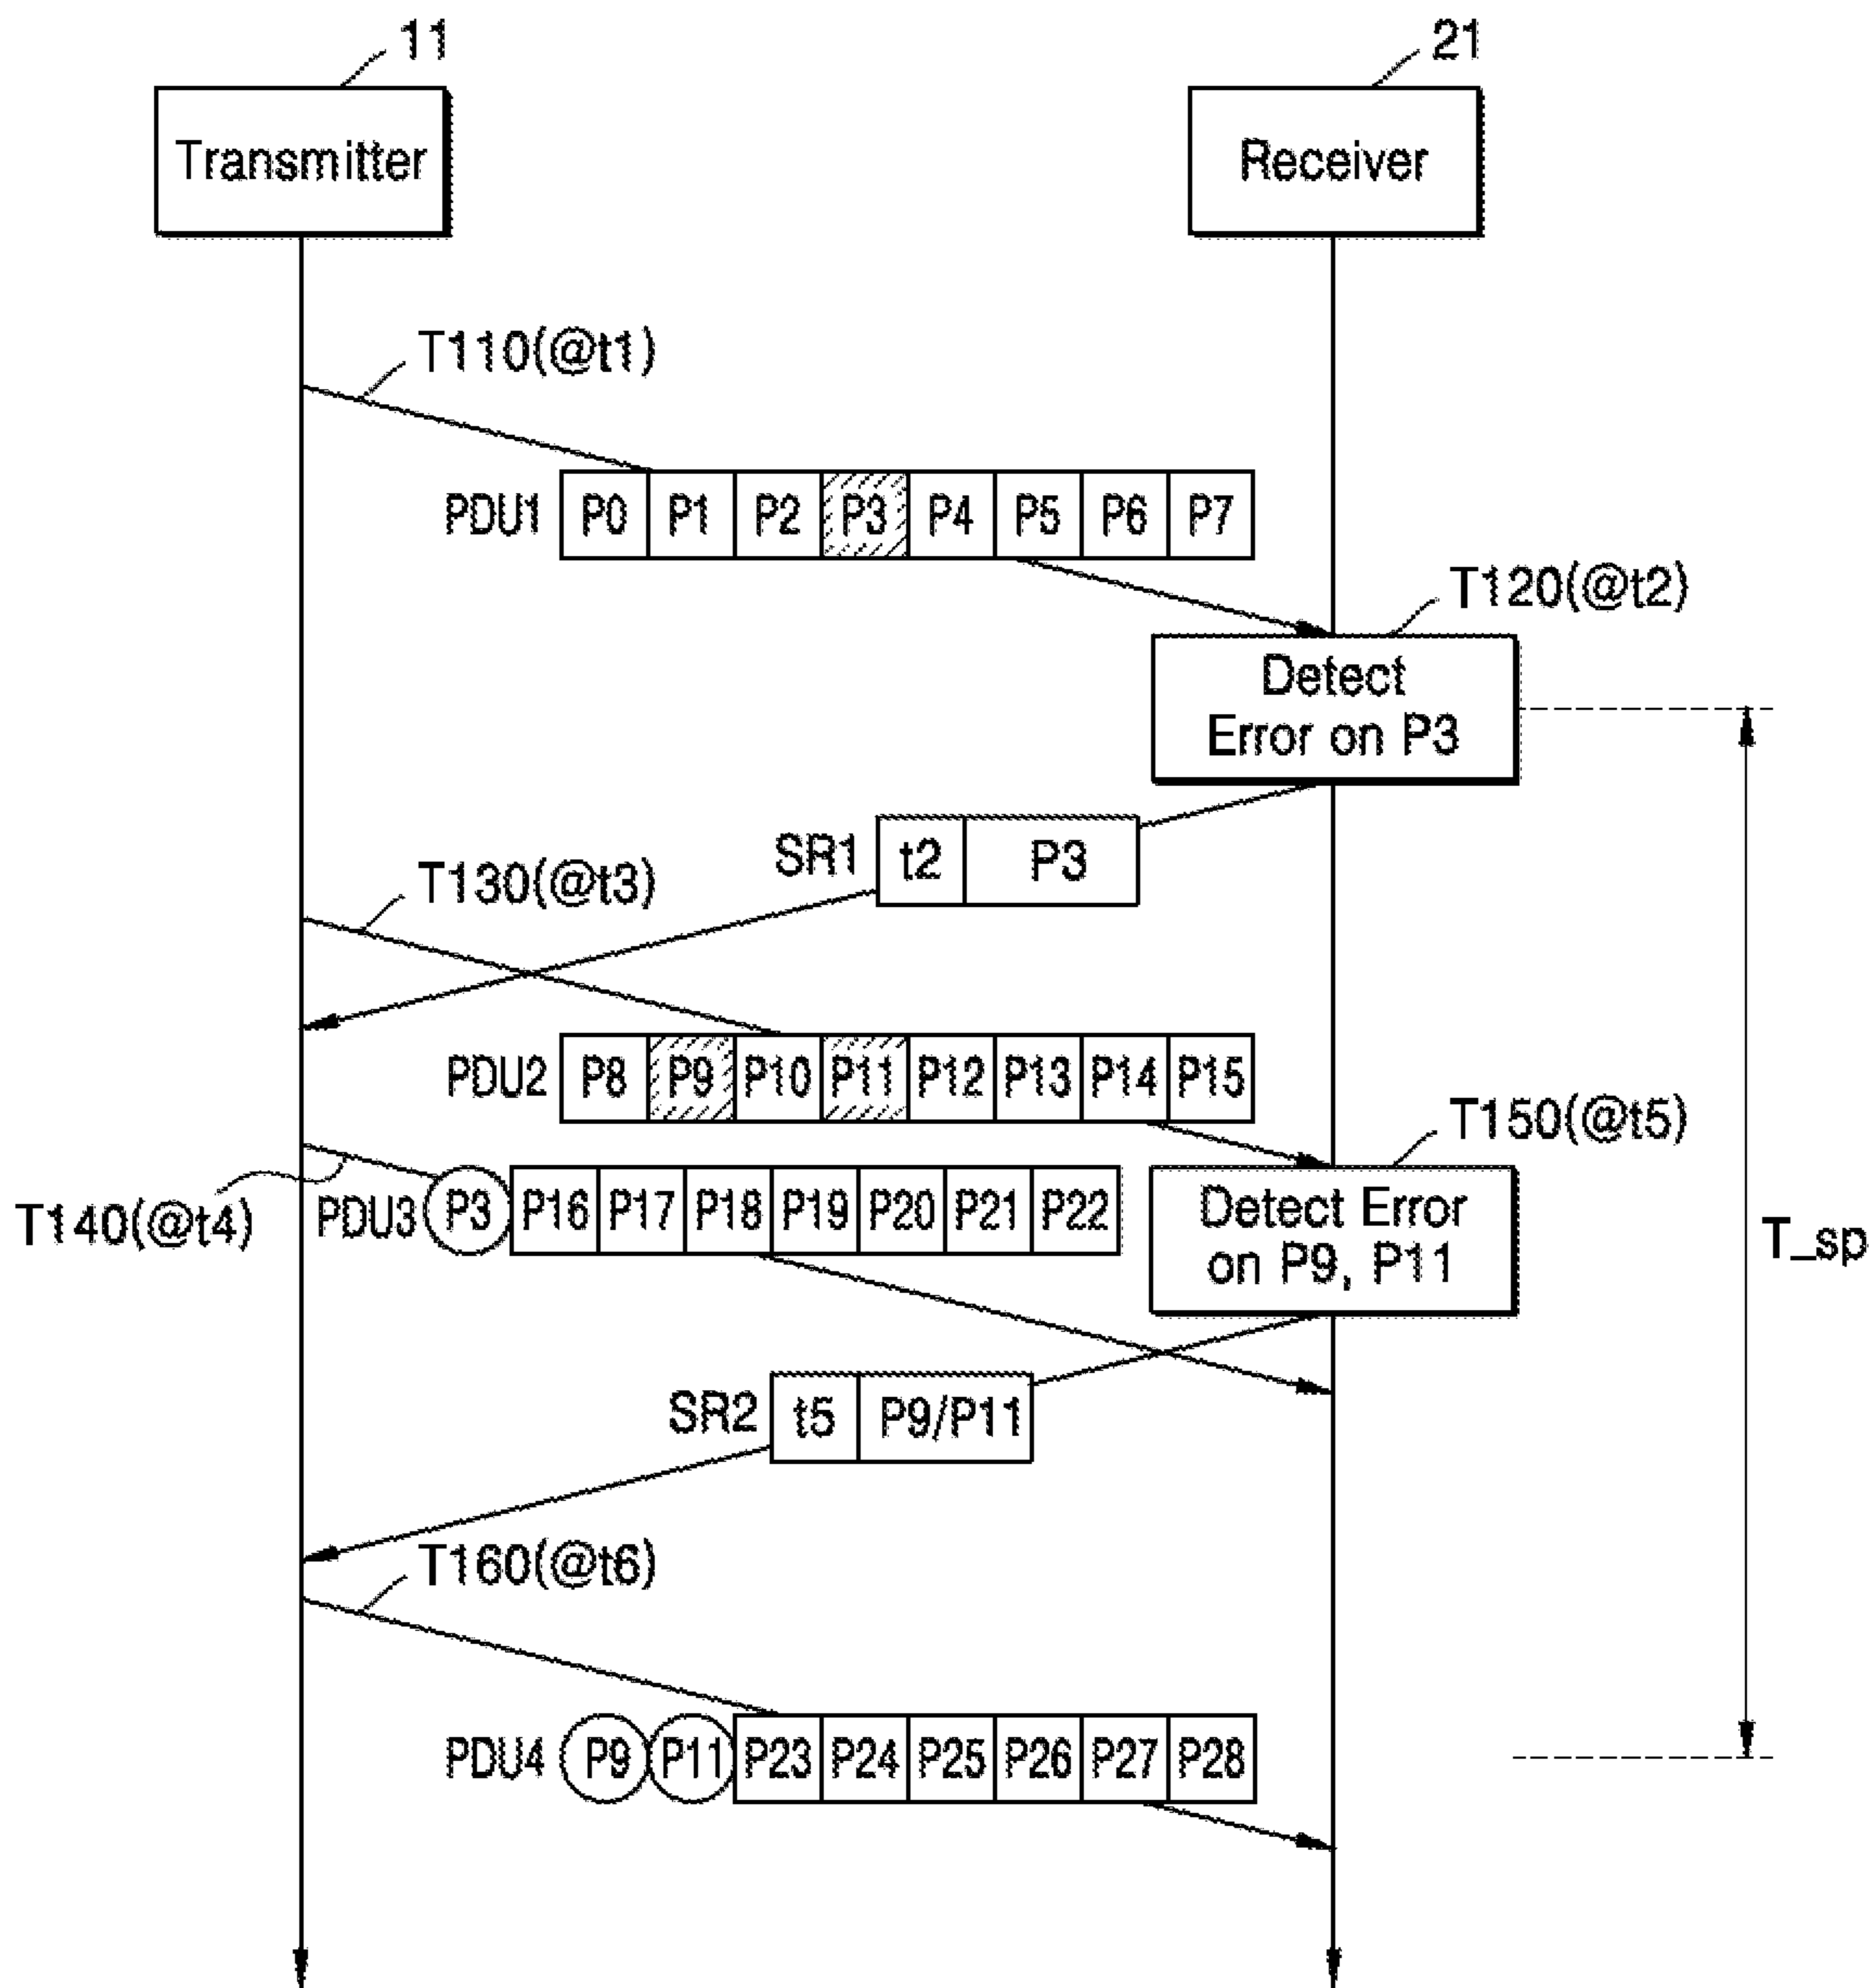 11
21
Transmitter
Receiver
T110(@t1)
PDU1 P0 P1 P2 P3 P4 P5 P6 P7
T120(@t2)
Detect
Error on P3
SR1 t2 P3
T130(@t3)
PDU2 P8 P9 P10 P11 P12 P13 P14 P15
T150(@t5)
T140(@t4)
PDU3 P3 P16 P17 P18 P19 P20 P21 P22
Detect Error
on P9, P11
T_sp
SR2 t5 P9/P11
T160(@t6)
PDU4 P9 P11 P23 P24 P25 P26 P27 P28